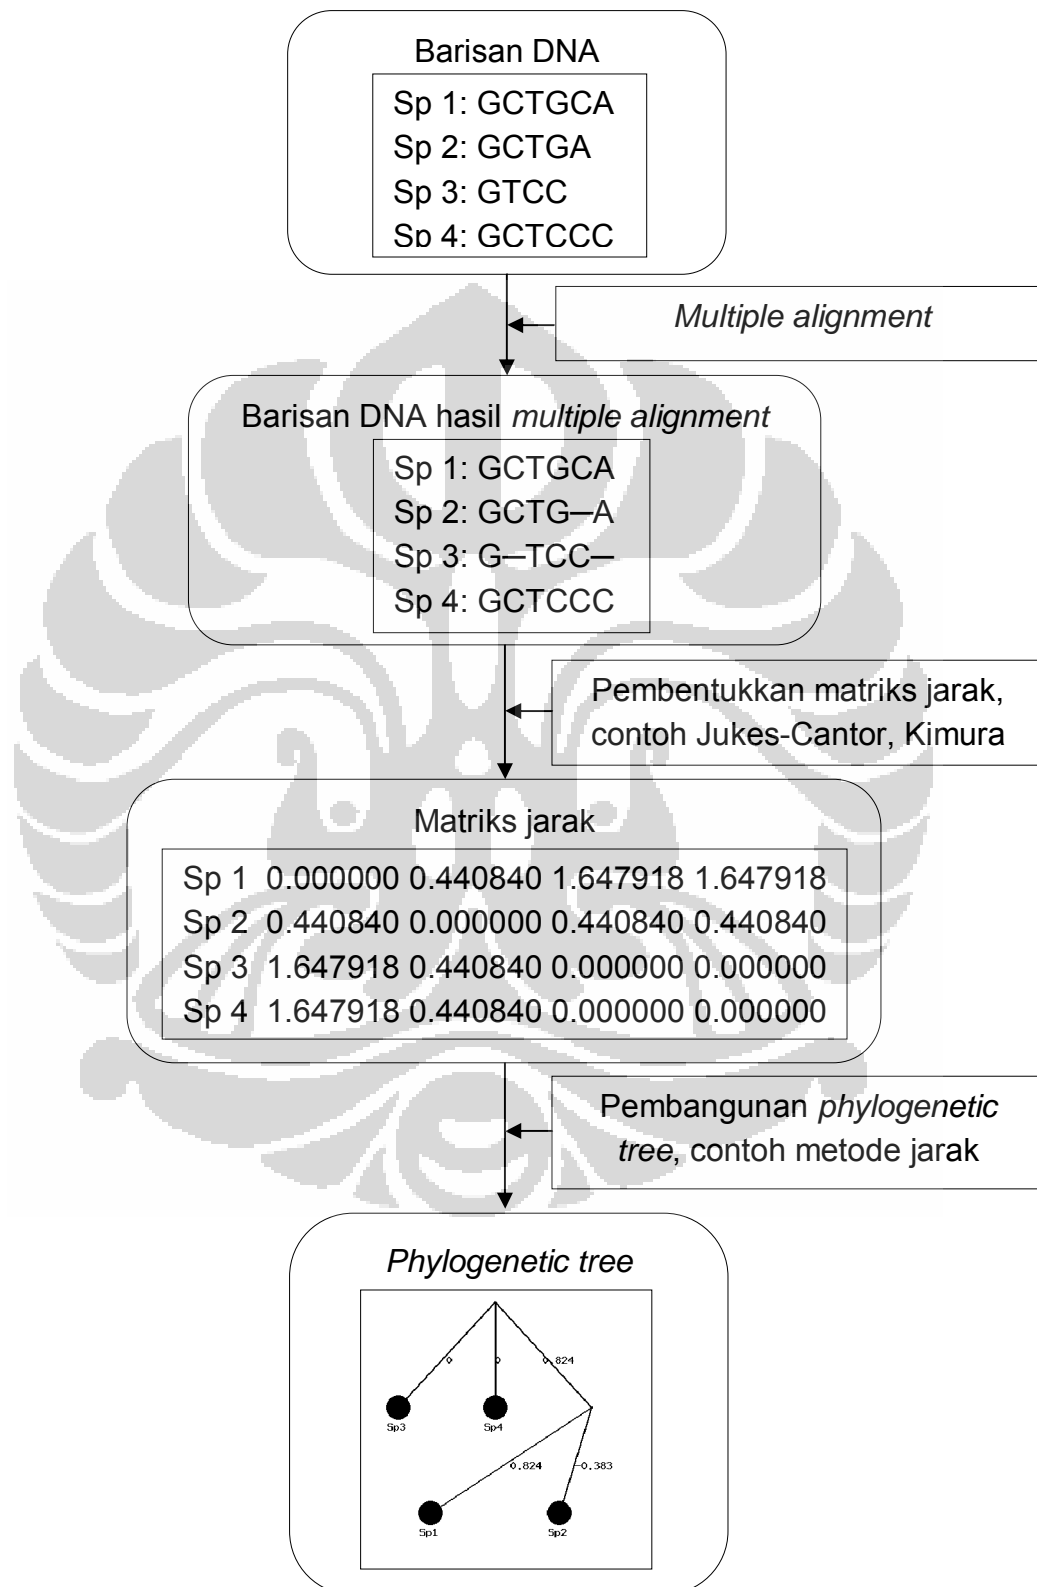 Barisan DNA
Sp 1: GCTGCA
Sp 2: GCTGA
Sp 3: GTCC
Sp 4: GCTCCC
Multiple alignment
Barisan DNA hasil multiple alignment
Sp 1: GCTGCA
Sp 2: GCTG─A
Sp 3: G─TCC─
Sp 4: GCTCCC
Pembentukkan matriks jarak,
contoh Jukes-Cantor, Kimura
Matriks jarak
Sp 1 0.000000 0.440840 1.647918 1.647918
Sp 2 0.440840 0.000000 0.440840 0.440840
Sp 3 1.647918 0.440840 0.000000 0.000000
Sp 4 1.647918 0.440840 0.000000 0.000000
Pembangunan phylogenetic
tree, contoh metode jarak
Phylogenetic tree
0 0 0.824
Sp3 Sp4
0.824 -0.383
Sp1 Sp2